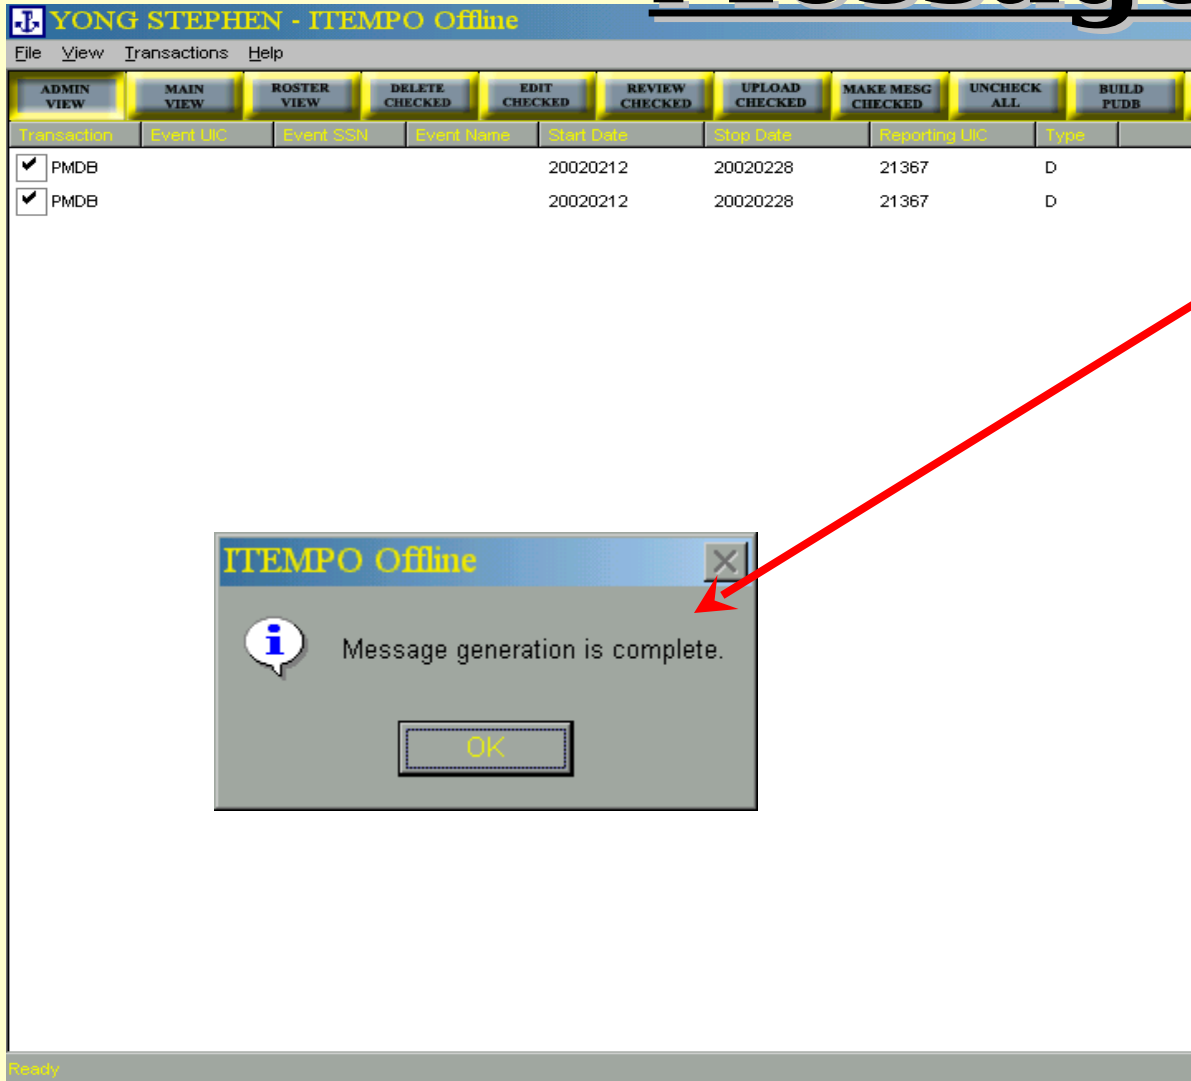 Message
YONG STEPHEN - ITEMPO Offline
File View Transactions Help
ADMIN VIEW MAIN VIEW ROSTER VIEW DELETE CHECKED EDIT CHECKED REVIEW CHECKED UPLOAD CHECKED MAKE MESG CHECKED UNCHECK ALL BUILD PUDB
Transaction Event UIC Event SSN Event Name Start Date Stop Date Reporting UIC Type
PMDB 20020212 20020228 21367 D
PMDB 20020212 20020228 21367 D
ITEMPO Offline
Message generation is complete.
OK
Ready